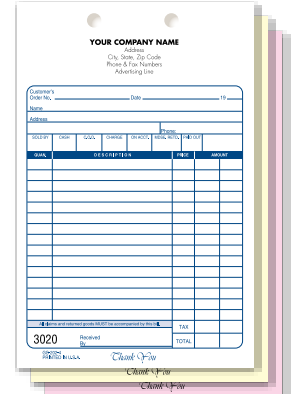 YOUR COMPANY NAME
Address
City, State, Zip Code
Phone & Fax Numbers
Advertising Line
Customer's
Order No. Date 19
Name
Address
Phone:
SOLD BY CASH C.O.D. CHARGE ON ACCT. MDSE. RETD. PAID OUT
QUAN. DESCRIPTION PRICE AMOUNT
All claims and returned goods MUST be accompanied by this bill.
TAX
3020 Received
By
TOTAL
PRINTED IN U.S.A.
Thank You
Thank You
Thank You